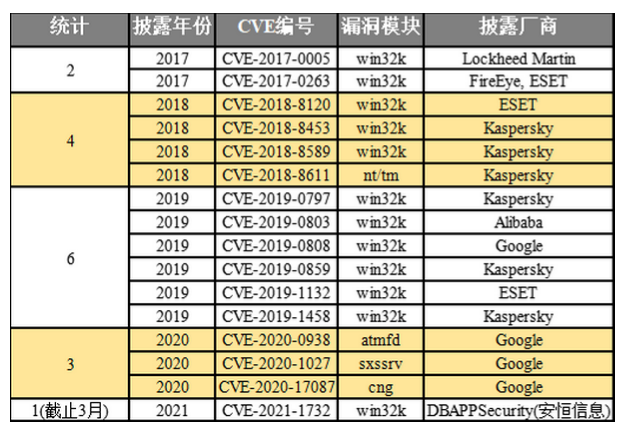 统计 披露年份 CVE编号 漏洞模块 披露厂商
2 2017 CVE-2017-0005 win32k Lockheed Martin
2017 CVE-2017-0263 win32k FireEye, ESET
4 2018 CVE-2018-8120 win32k ESET
2018 CVE-2018-8453 win32k Kaspersky
2018 CVE-2018-8589 win32k Kaspersky
2018 CVE-2018-8611 nt/tm Kaspersky
6 2019 CVE-2019-0797 win32k Kaspersky
2019 CVE-2019-0803 win32k Alibaba
2019 CVE-2019-0808 win32k Google
2019 CVE-2019-0859 win32k Kaspersky
2019 CVE-2019-1132 win32k ESET
2019 CVE-2019-1458 win32k Kaspersky
3 2020 CVE-2020-0938 atmfd Google
2020 CVE-2020-1027 sxssrv Google
2020 CVE-2020-17087 cng Google
1(截止3月) 2021 CVE-2021-1732 win32k DBAPPSecurity(安恒信息)